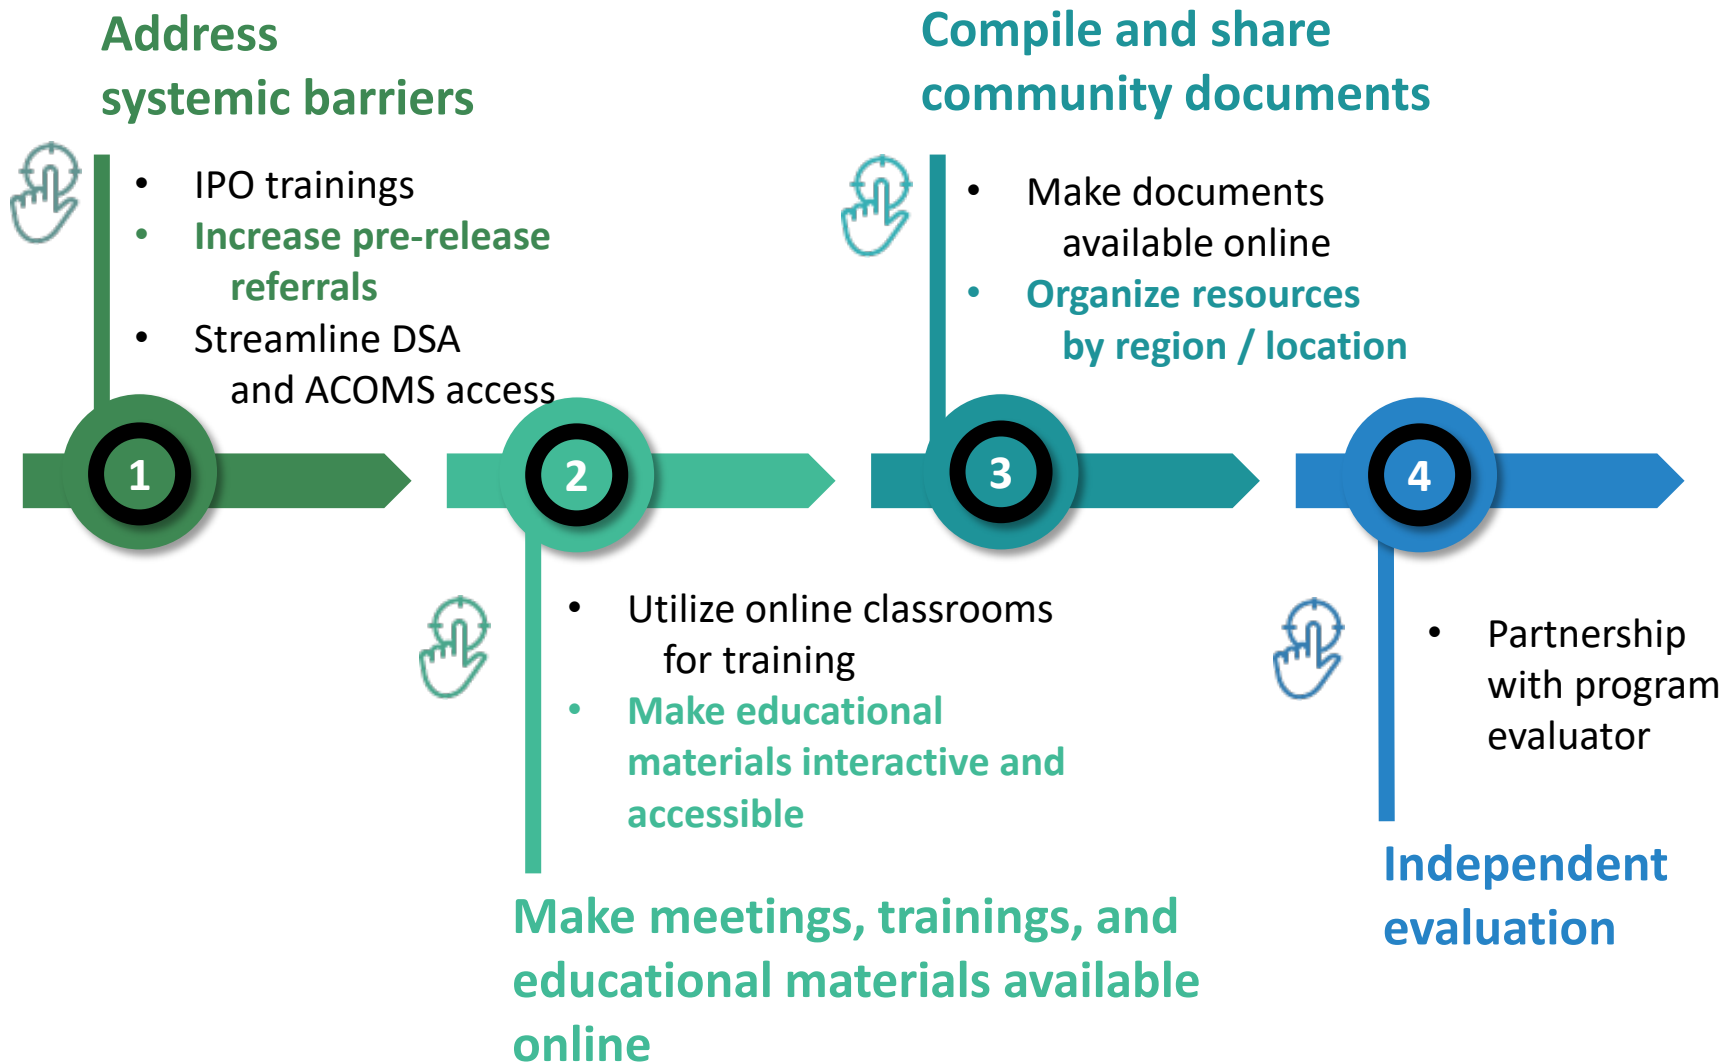 Address
systemic barriers
• IPO trainings
• Increase pre-release
referrals
• Streamline DSA
and ACOMS access
1
2
• Utilize online classrooms
for training
• Make educational
materials interactive and
accessible
Make meetings, trainings, and
educational materials available
online
Compile and share
community documents
• Make documents
available online
• Organize resources
by region / location
3
4
• Partnership
with program
evaluator
Independent
evaluation